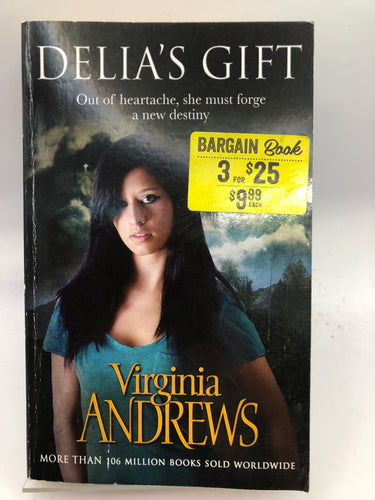 DELIA'S GIFT
Out of heartache, she must forge
a new destiny
BARGAIN Book
3 FOR $25
$9.99 EACH
Virginia
ANDREWS
MORE THAN 106 MILLION BOOKS SOLD WORLDWIDE